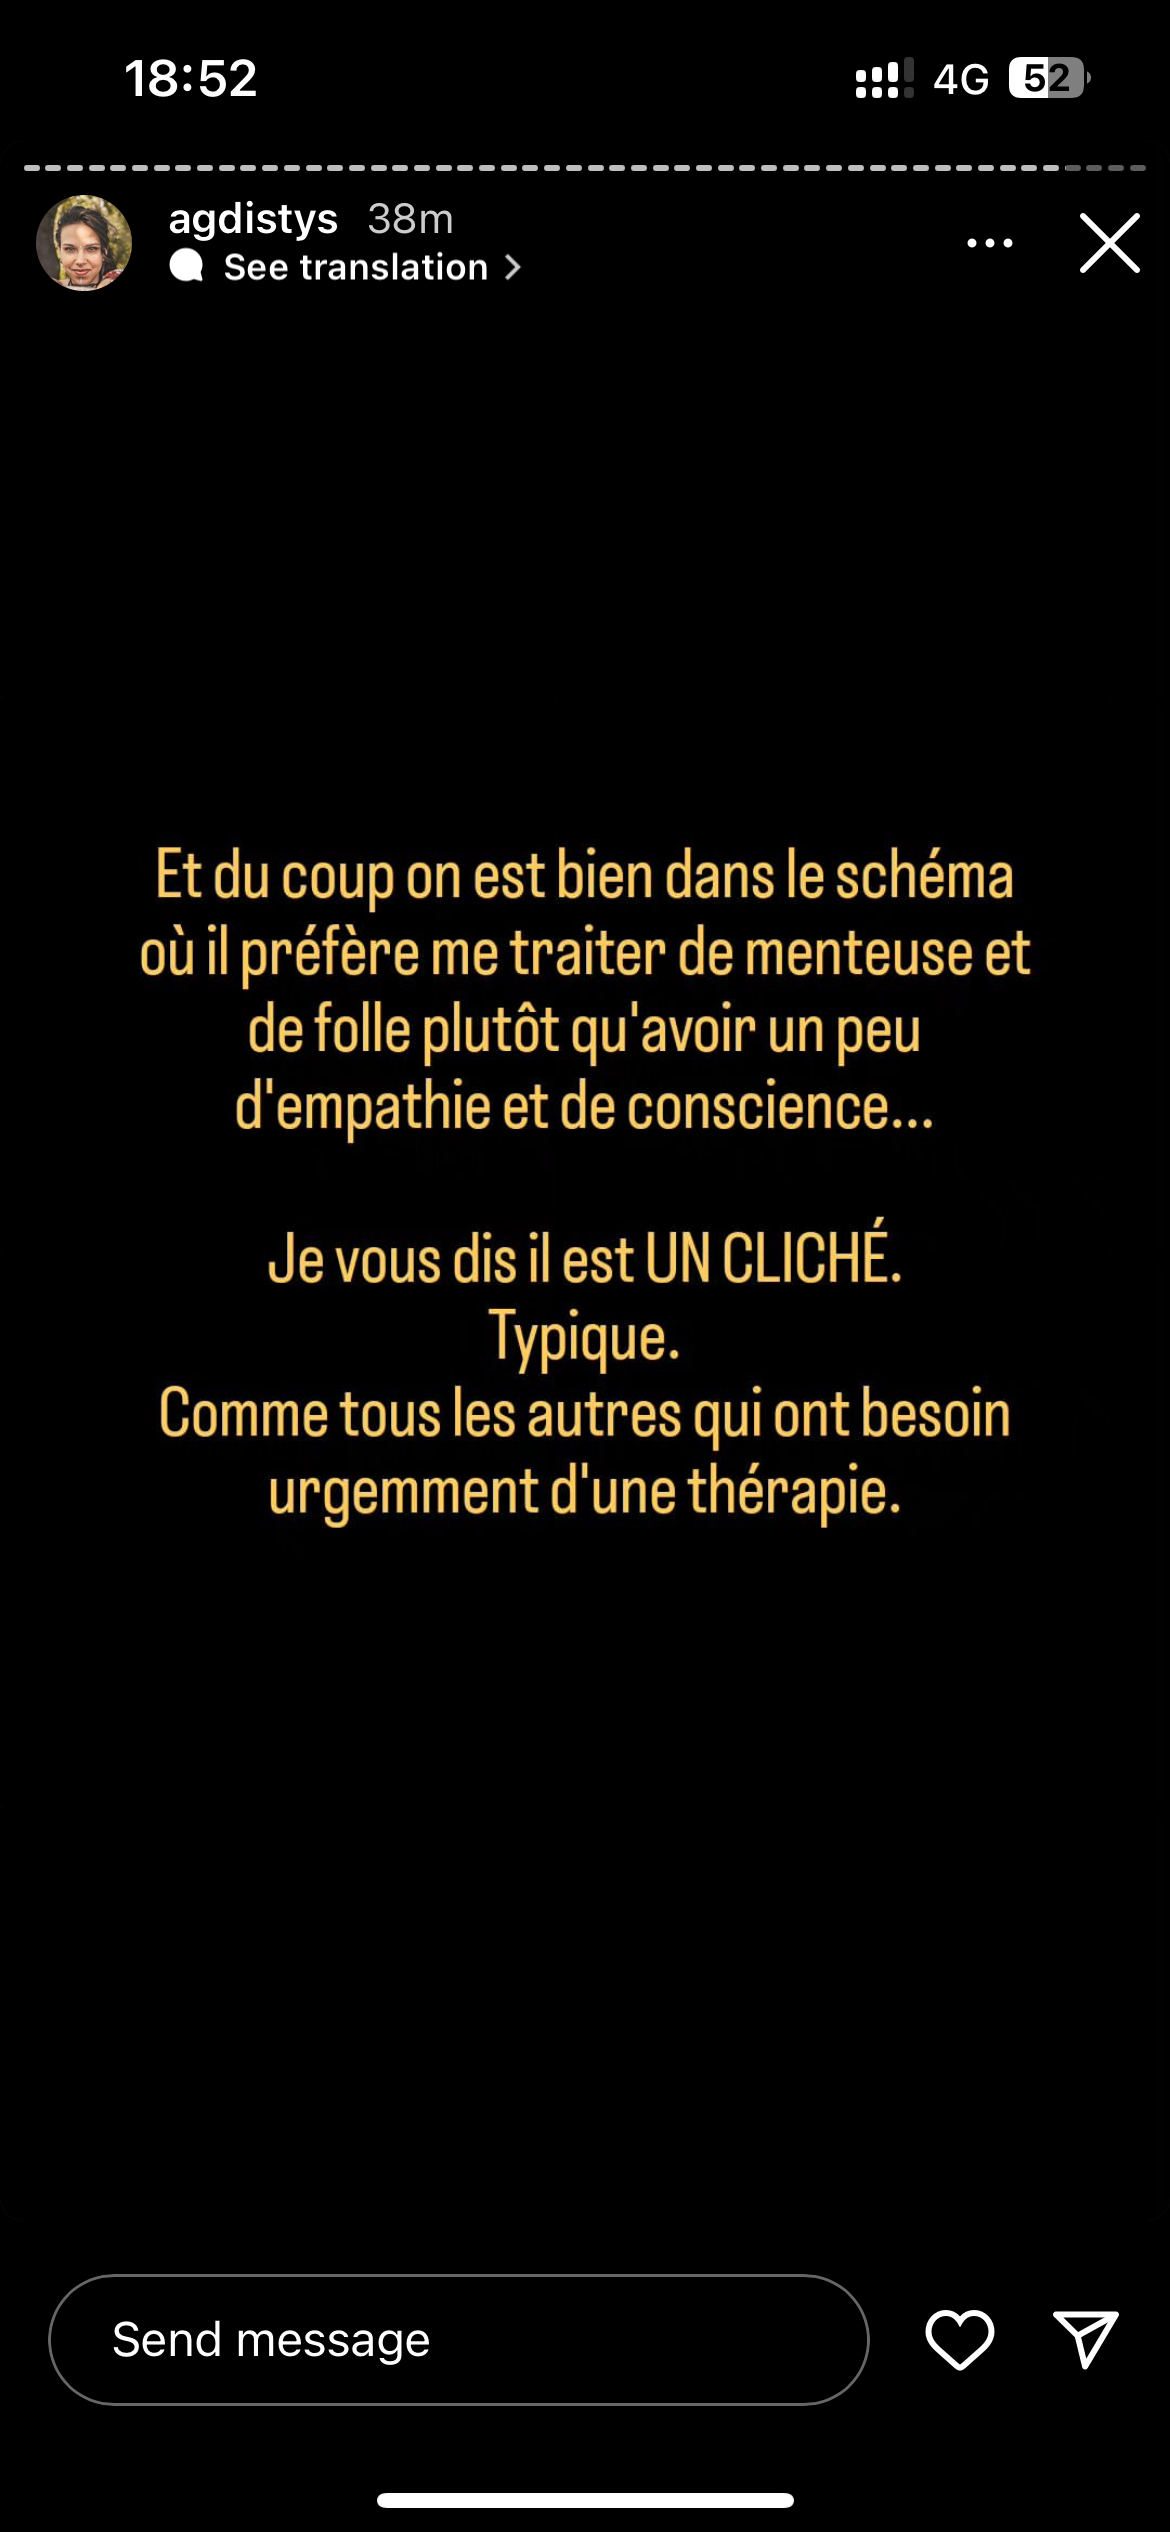 18:52
4G
52
agdistys 38m
See translation
Et du coup on est bien dans le schéma
où il préfère me traiter de menteuse et
de folle plutôt qu'avoir un peu
d'empathie et de conscience...
Je vous dis il est UN CLICHÉ.
Typique.
Comme tous les autres qui ont besoin
urgemment d'une thérapie.
Send message